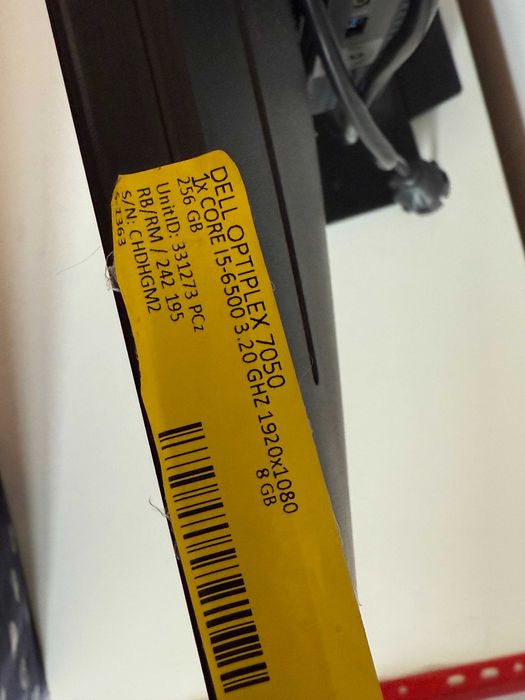 DELL OPTIPLEX 7050
1x CORE I5-6500 3.20 GHZ 1920x1080
256 GB 8 GB
UnitID: 331273 PCz
RB/RM / 242 195
S/N: CHDHGM2
S-1363